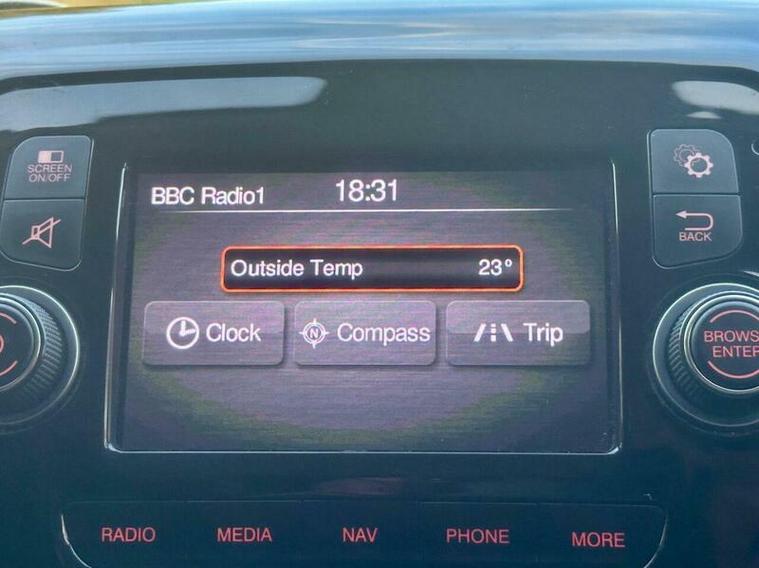 SCREEN
ON/OFF
BBC Radio1 18:31
BACK
Outside Temp 23°
Clock
N
Compass
Trip
RADIO MEDIA NAV PHONE MORE
ENTER